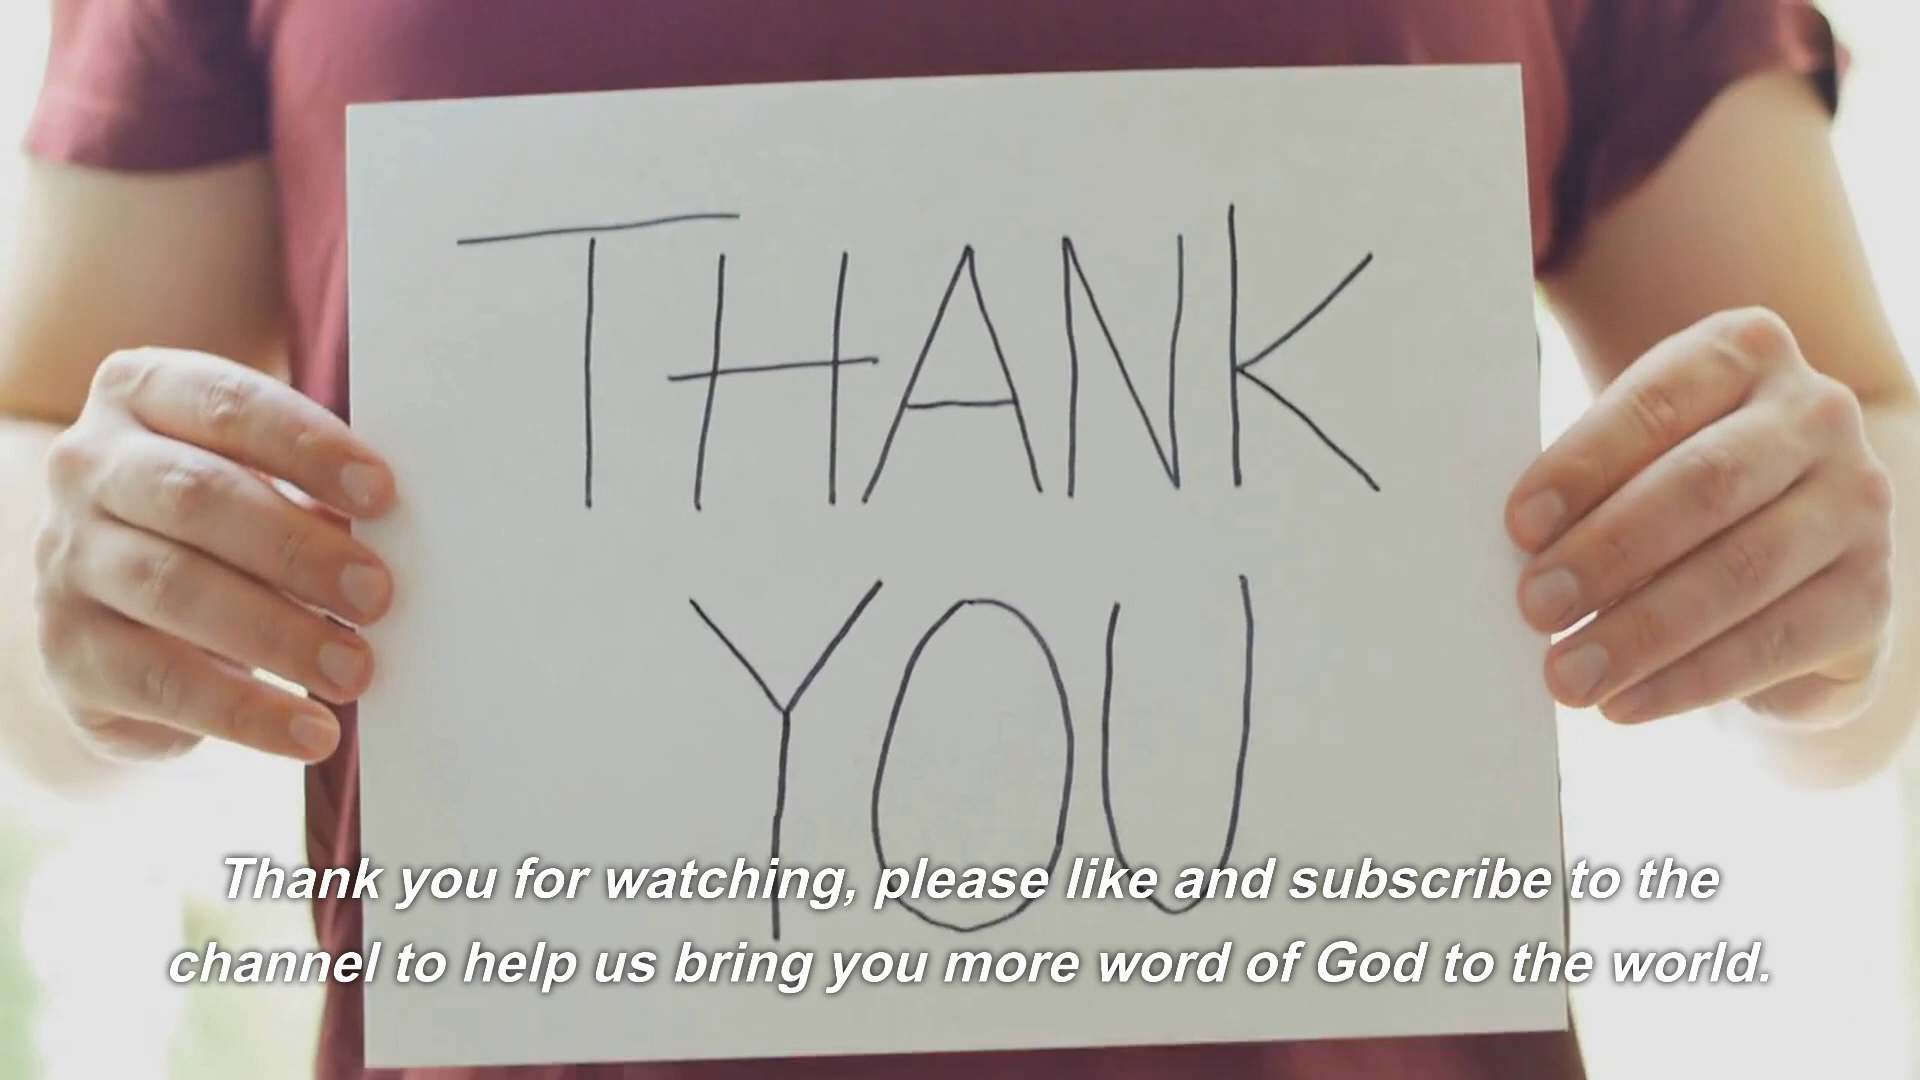 THANK
YOU
Thank you for watching, please like and subscribe to the
channel to help us bring you more word of God to the world.